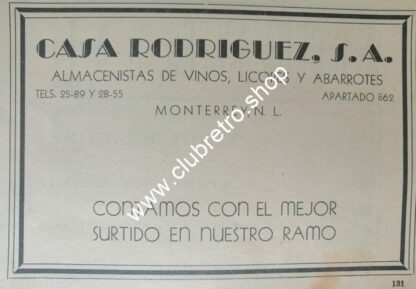 CASA RODRIGUEZ, S.A.
ALMACENISTAS DE VINOS, LICORES Y ABARROTES
TELS. 25-89 Y 28-55 APARTADO 862
MONTERREY, N. L.
www.clubretro.shop
CONTAMOS CON EL MEJOR
SURTIDO EN NUESTRO RAMO
131